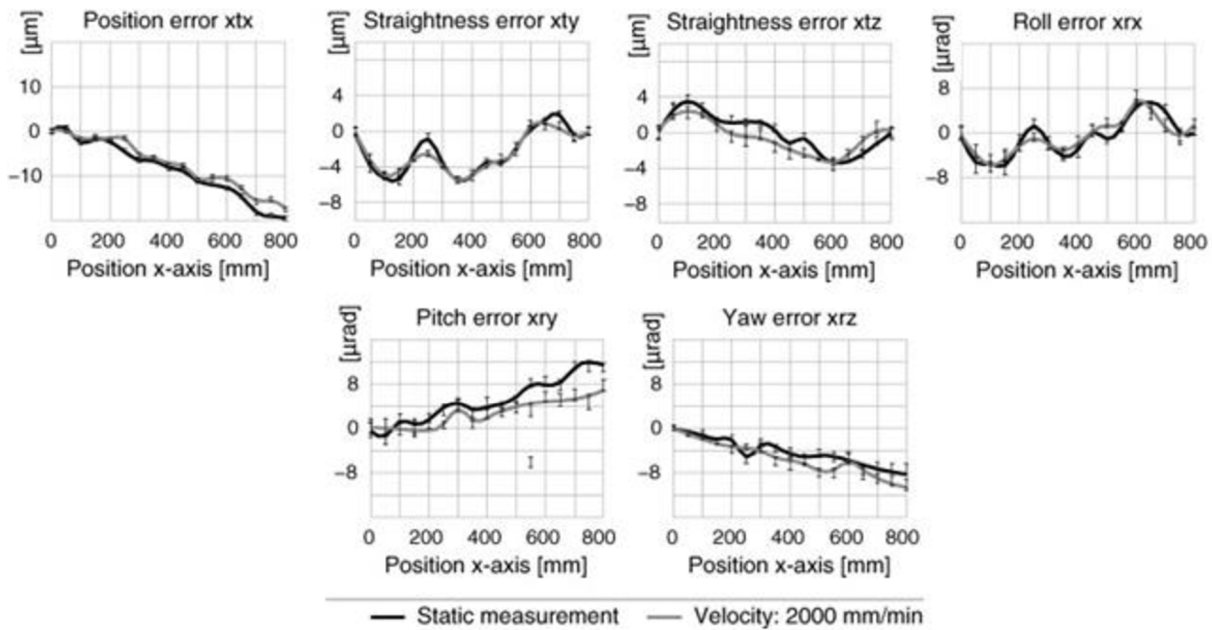 Position error xtx
[µm]
10
0
−10
0 200 400 600 800
Position x-axis [mm]
Straightness error xty
[µm]
4
0
−4
−8
0 200 400 600 800
Position x-axis [mm]
Straightness error xtz
[µm]
4
0
−4
−8
0 200 400 600 800
Position x-axis [mm]
Roll error xrx
[µrad]
8
0
−8
0 200 400 600 800
Position x-axis [mm]
Pitch error xry
[µrad]
8
0
−8
0 200 400 600 800
Position x-axis [mm]
Yaw error xrz
[µrad]
8
0
−8
0 200 400 600 800
Position x-axis [mm]
Static measurement Velocity: 2000 mm/min